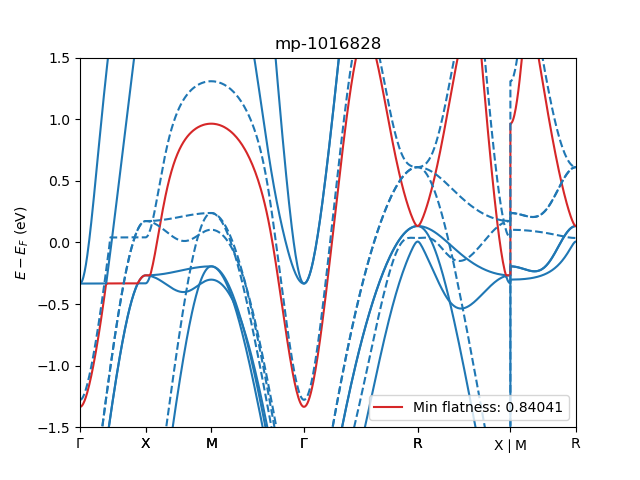 mp-1016828
E − E_F (eV)
1.5
1.0
0.5
0.0
−0.5
−1.0
−1.5
Min flatness: 0.84041
Γ X M Γ R X | M R